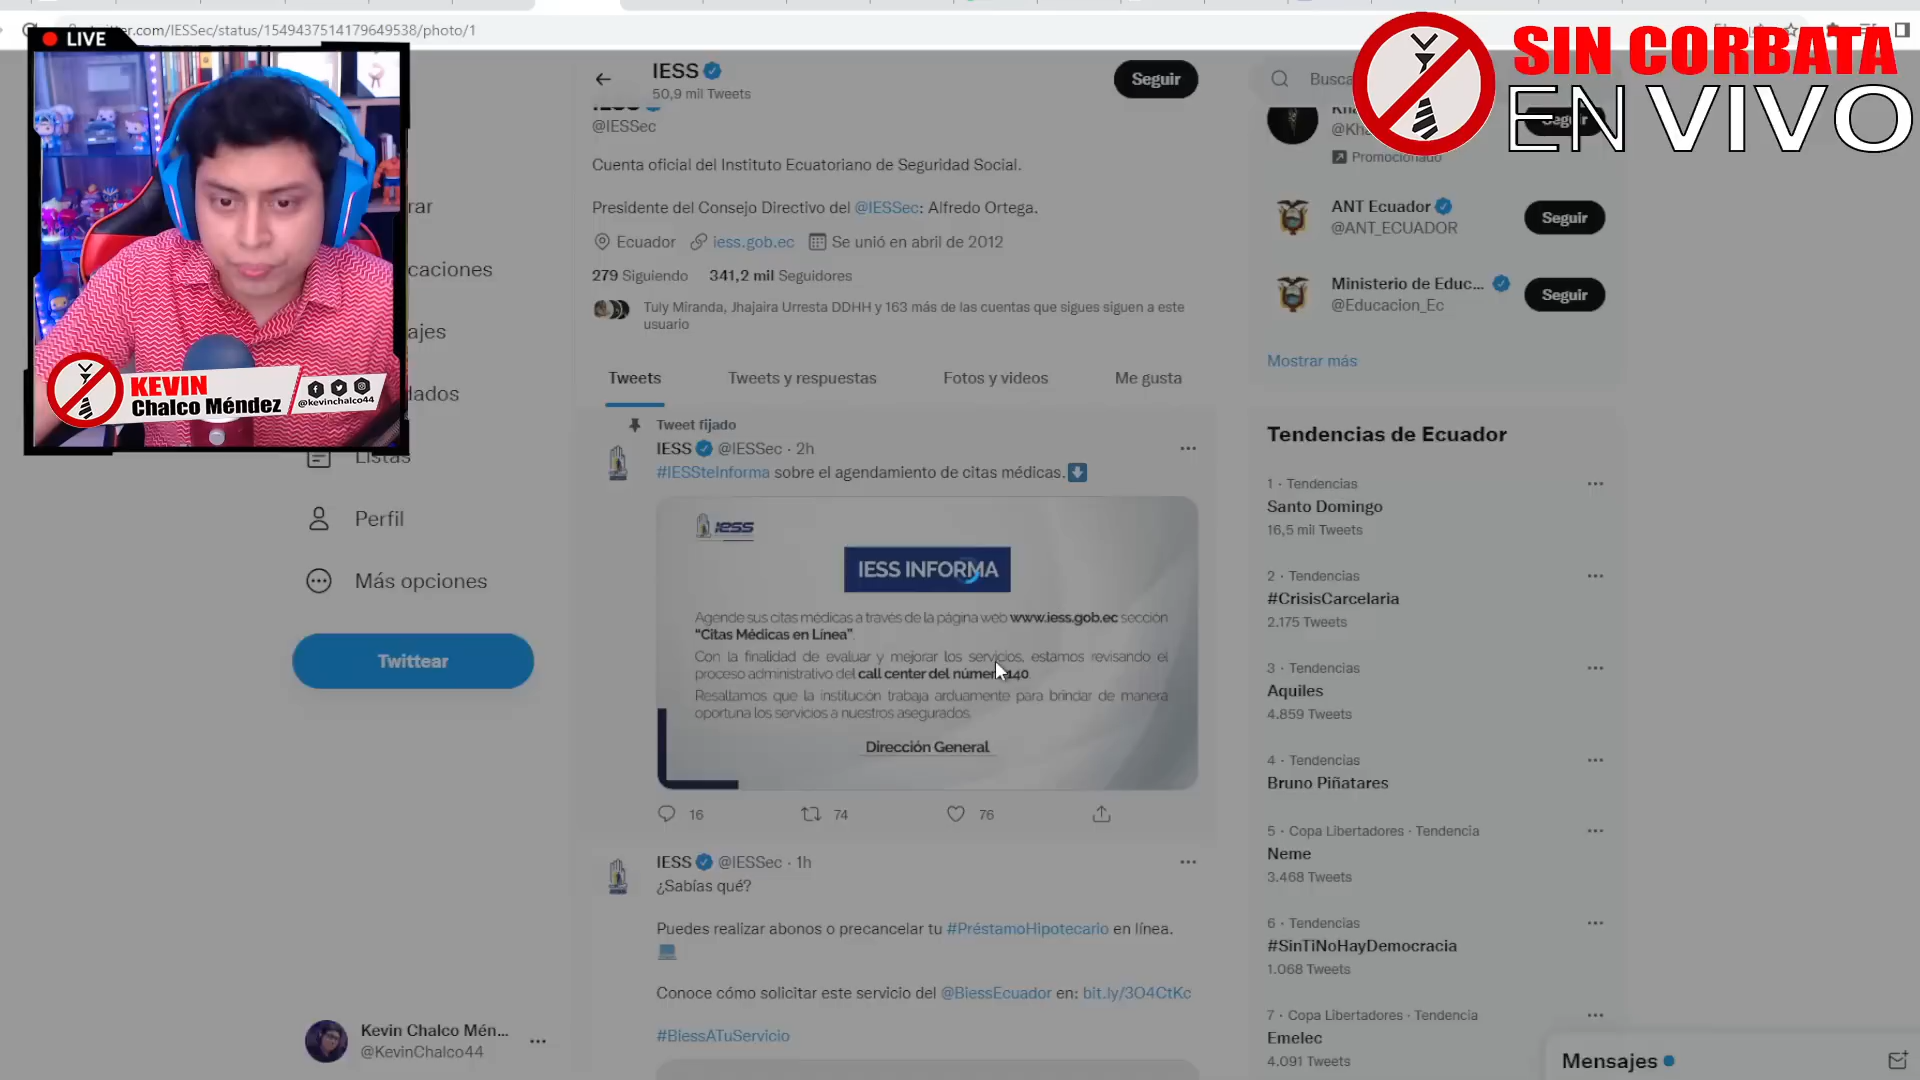 twitter.com/IESSec/status/1549437514179649538/photo/1
LIVE
SIN CORBATA
EN VIVO
KEVIN
Chalco Méndez
@kevinchalco44
Listas
Perfil
Más opciones
Twittear
Kevin Chalco Mén...
@KevinChalco44
IESS
50,9 mil Tweets
Seguir
@IESSec
Cuenta oficial del Instituto Ecuatoriano de Seguridad Social.
Presidente del Consejo Directivo del @IESSec: Alfredo Ortega.
Ecuador iess.gob.ec Se unió en abril de 2012
279 Siguiendo 341,2 mil Seguidores
Tuly Miranda, Jhajaira Urresta DDHH y 163 más de las cuentas que sigues siguen a este
usuario
Tweets Tweets y respuestas Fotos y videos Me gusta
Tweet fijado
IESS @IESSec · 2h
#IESSteInforma sobre el agendamiento de citas médicas.
IESS
IESS INFORMA
Agende sus citas médicas a través de la página web www.iess.gob.ec sección
"Citas Médicas en Línea".
Con la finalidad de evaluar y mejorar los servicios, estamos revisando el
proceso administrativo del call center del número 140.
Resaltamos que la institución trabaja arduamente para brindar de manera
oportuna los servicios a nuestros asegurados.
Dirección General
16 74 76
IESS @IESSec · 1h
¿Sabías qué?
Puedes realizar abonos o precancelar tu #PréstamoHipotecario en línea.
Conoce cómo solicitar este servicio del @BiessEcuador en: bit.ly/3O4CtKc
#BiessATuServicio
Promocionado
ANT Ecuador
@ANT_ECUADOR
Seguir
Ministerio de Educ...
@Educacion_Ec
Seguir
Mostrar más
Tendencias de Ecuador
1 · Tendencias
Santo Domingo
16,5 mil Tweets
2 · Tendencias
#CrisisCarcelaria
2.175 Tweets
3 · Tendencias
Aquiles
4.859 Tweets
4 · Tendencias
Bruno Piñatares
5 · Copa Libertadores · Tendencia
Neme
3.468 Tweets
6 · Tendencias
#SinTiNoHayDemocracia
1.068 Tweets
7 · Copa Libertadores · Tendencia
Emelec
4.091 Tweets
Mensajes